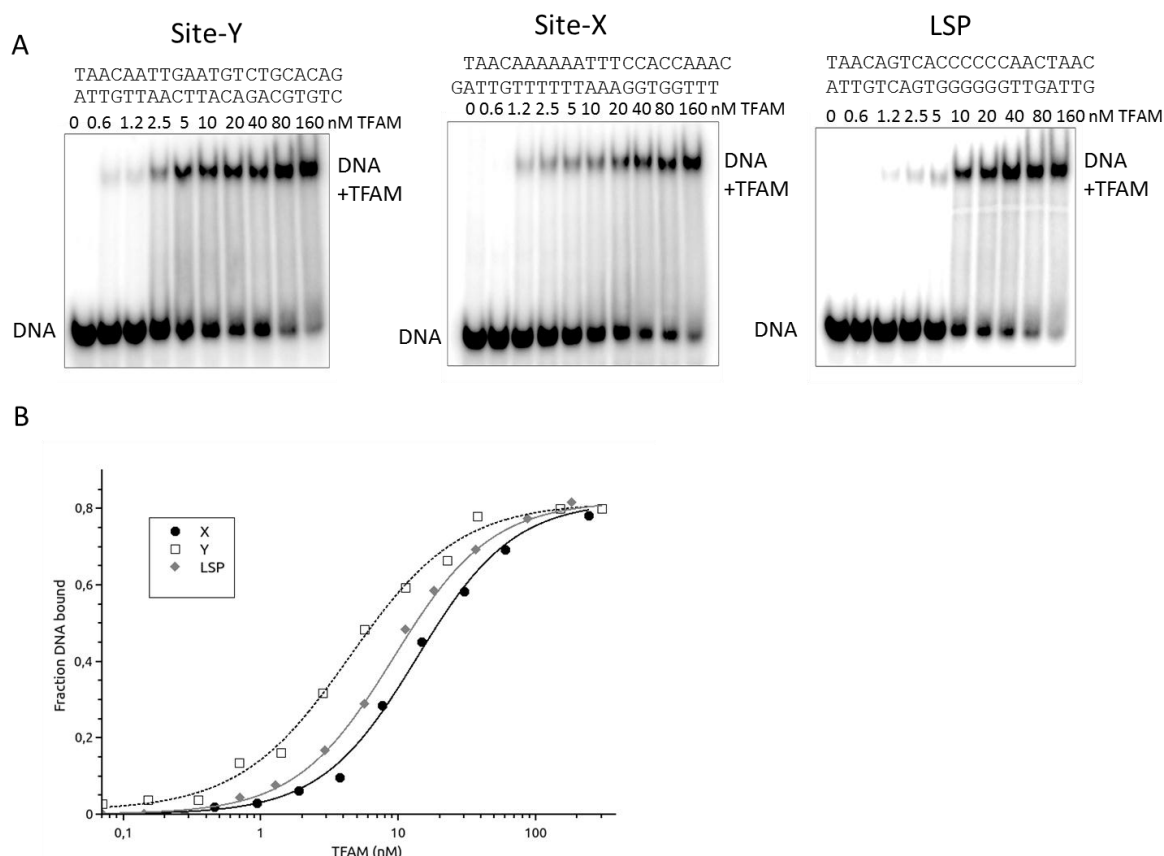 A
Site-Y
TAACAATTGAATGTCTGCACAG
ATTGTTAACTTACAGACGTGTC
0 0.6 1.2 2.5 5 10 20 40 80 160 nM TFAM
DNA
+TFAM
DNA
Site-X
TAACAAAAAATTTCCACCAAAC
GATTGTTTTTTAAAGGTGGTTT
0 0.6 1.2 2.5 5 10 20 40 80 160 nM TFAM
DNA
+TFAM
DNA
LSP
TAACAGTCACCCCCCAACTAAC
ATTGTCAGTGGGGGGTTGATTG
0 0.6 1.2 2.5 5 10 20 40 80 160 nM TFAM
DNA
+TFAM
DNA
B
Fraction DNA bound
0,8
0,6
0,4
0,2
0
X
Y
LSP
0,1 1 10 100
TFAM (nM)